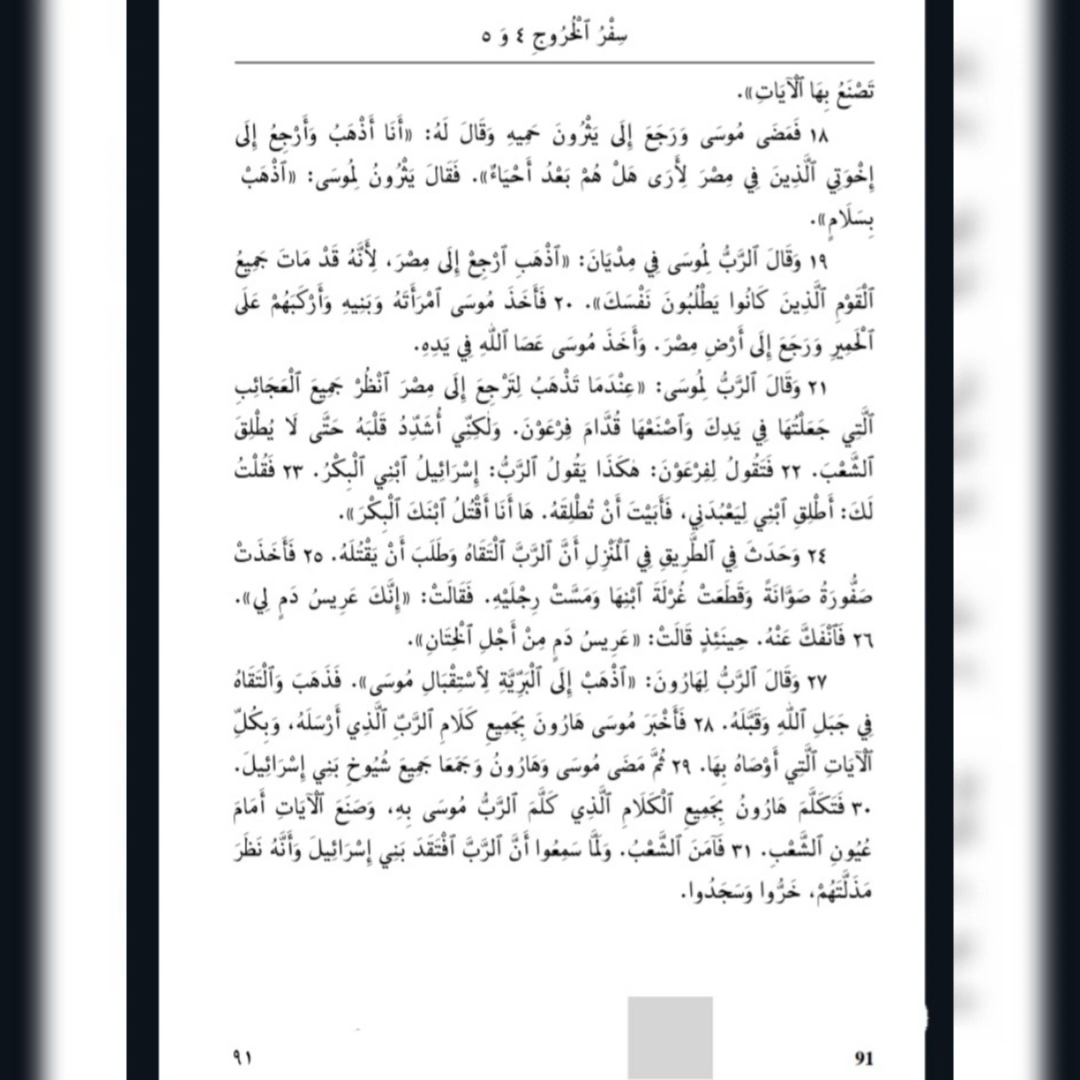 سِفْرُ ٱلْخُرُوجِ ٤ وَ ٥
تَصْنَعُ بِهَا ٱلْآيَاتِ».
١٨ فَمَضَى مُوسَى وَرَجَعَ إِلَى يَثْرُونَ حَمِيهِ وَقَالَ لَهُ: «أَنَا أَذْهَبُ وَأَرْجِعُ إِلَى
إِخْوَتِي ٱلَّذِينَ فِي مِصْرَ لِأَرَى هَلْ هُمْ بَعْدُ أَحْيَاءٌ». فَقَالَ يَثْرُونُ لِمُوسَى: «ٱذْهَبْ
بِسَلَامٍ».
١٩ وَقَالَ ٱلرَّبُّ لِمُوسَى فِي مِدْيَانَ: «ٱذْهَبِ ٱرْجِعْ إِلَى مِصْرَ، لِأَنَّهُ قَدْ مَاتَ جَمِيعُ
ٱلْقَوْمِ ٱلَّذِينَ كَانُوا يَطْلُبُونَ نَفْسَكَ». ٢٠ فَأَخَذَ مُوسَى ٱمْرَأَتَهُ وَبَنِيهِ وَأَرْكَبَهُمْ عَلَى
ٱلْحَمِيرِ وَرَجَعَ إِلَى أَرْضِ مِصْرَ. وَأَخَذَ مُوسَى عَصَا ٱللّٰهِ فِي يَدِهِ.
٢١ وَقَالَ ٱلرَّبُّ لِمُوسَى: «عِنْدَمَا تَذْهَبُ لِتَرْجِعَ إِلَى مِصْرَ ٱنْظُرْ جَمِيعَ ٱلْعَجَائِبِ
ٱلَّتِي جَعَلْتُهَا فِي يَدِكَ وَٱصْنَعْهَا قُدَّامَ فِرْعَوْنَ. وَلٰكِنِّي أُشَدِّدُ قَلْبَهُ حَتَّى لَا يُطْلِقَ
ٱلشَّعْبَ. ٢٢ فَتَقُولُ لِفِرْعَوْنَ: هٰكَذَا يَقُولُ ٱلرَّبُّ: إِسْرَائِيلُ ٱبْنِي ٱلْبِكْرُ. ٢٣ فَقُلْتُ
لَكَ: أَطْلِقِ ٱبْنِي لِيَعْبُدَنِي، فَأَبَيْتَ أَنْ تُطْلِقَهُ. هَا أَنَا أَقْتُلُ ٱبْنَكَ ٱلْبِكْرَ».
٢٤ وَحَدَثَ فِي ٱلطَّرِيقِ فِي ٱلْمَنْزِلِ أَنَّ ٱلرَّبَّ ٱلْتَقَاهُ وَطَلَبَ أَنْ يَقْتُلَهُ. ٢٥ فَأَخَذَتْ
صَفُّورَةُ صَوَّانَةً وَقَطَعَتْ غُرْلَةَ ٱبْنِهَا وَمَسَّتْ رِجْلَيْهِ. فَقَالَتْ: «إِنَّكَ عَرِيسُ دَمٍ لِي».
٢٦ فَٱنْفَكَّ عَنْهُ. حِينَئِذٍ قَالَتْ: «عَرِيسُ دَمٍ مِنْ أَجْلِ ٱلْخِتَانِ».
٢٧ وَقَالَ ٱلرَّبُّ لِهَارُونَ: «ٱذْهَبْ إِلَى ٱلْبَرِّيَّةِ لِٱسْتِقْبَالِ مُوسَى». فَذَهَبَ وَٱلْتَقَاهُ
فِي جَبَلِ ٱللّٰهِ وَقَبَّلَهُ. ٢٨ فَأَخْبَرَ مُوسَى هَارُونَ بِجَمِيعِ كَلَامِ ٱلرَّبِّ ٱلَّذِي أَرْسَلَهُ، وَبِكُلِّ
ٱلْآيَاتِ ٱلَّتِي أَوْصَاهُ بِهَا. ٢٩ ثُمَّ مَضَى مُوسَى وَهَارُونُ وَجَمَعَا جَمِيعَ شُيُوخِ بَنِي إِسْرَائِيلَ.
٣٠ فَتَكَلَّمَ هَارُونُ بِجَمِيعِ ٱلْكَلَامِ ٱلَّذِي كَلَّمَ ٱلرَّبُّ مُوسَى بِهِ، وَصَنَعَ ٱلْآيَاتِ أَمَامَ
عُيُونِ ٱلشَّعْبِ. ٣١ فَآمَنَ ٱلشَّعْبُ. وَلَمَّا سَمِعُوا أَنَّ ٱلرَّبَّ ٱفْتَقَدَ بَنِي إِسْرَائِيلَ وَأَنَّهُ نَظَرَ
مَذَلَّتَهُمْ، خَرُّوا وَسَجَدُوا.
91
٩١